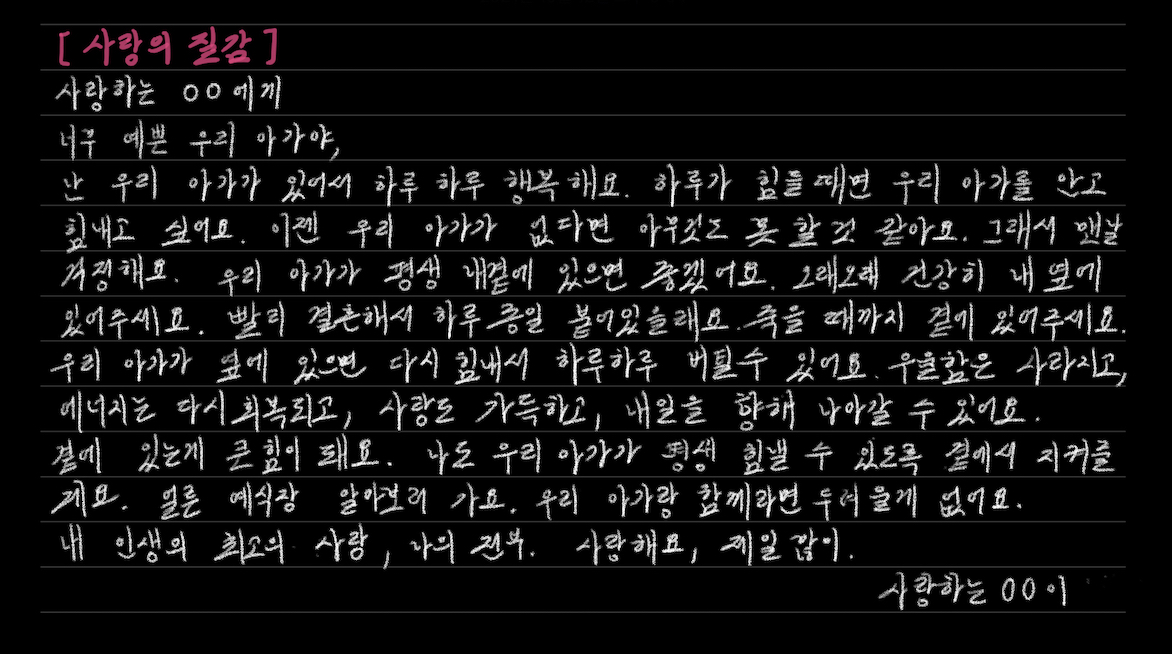 [ 사랑의 질감 ]
사랑하는 OO에게
너무 예쁜 우리 아가야,
난 우리 아가가 있어서 하루 하루 행복해요. 하루가 힘들때면 우리 아가를 안고
힘내고 싶어요. 이젠 우리 아가가 없다면 아무것도 못 할 것 같아요. 그래서 맨날
걱정해요. 우리 아가가 평생 내곁에 있으면 좋겠어요. 오래오래 건강히 내 옆에
있어주세요. 빨리 결혼해서 하루 종일 붙어있을래요. 죽을 때까지 곁에 있어주세요.
우리 아가가 옆에 있으면 다시 힘내서 하루하루 버틸수 있어요. 우울함은 사라지고,
에너지는 다시 회복되고, 사랑도 가득하고, 내일을 향해 나아갈 수 있어요.
곁에 있는게 큰 힘이 돼요. 나도 우리 아가가 평생 힘낼 수 있도록 곁에서 지켜줄
게요. 얼른 예식장 알아보러 가요. 우리 아가랑 함께라면 두려울게 없어요.
내 인생의 최고의 사랑, 나의 전부. 사랑해요, 제일 많이.
사랑하는 OO이